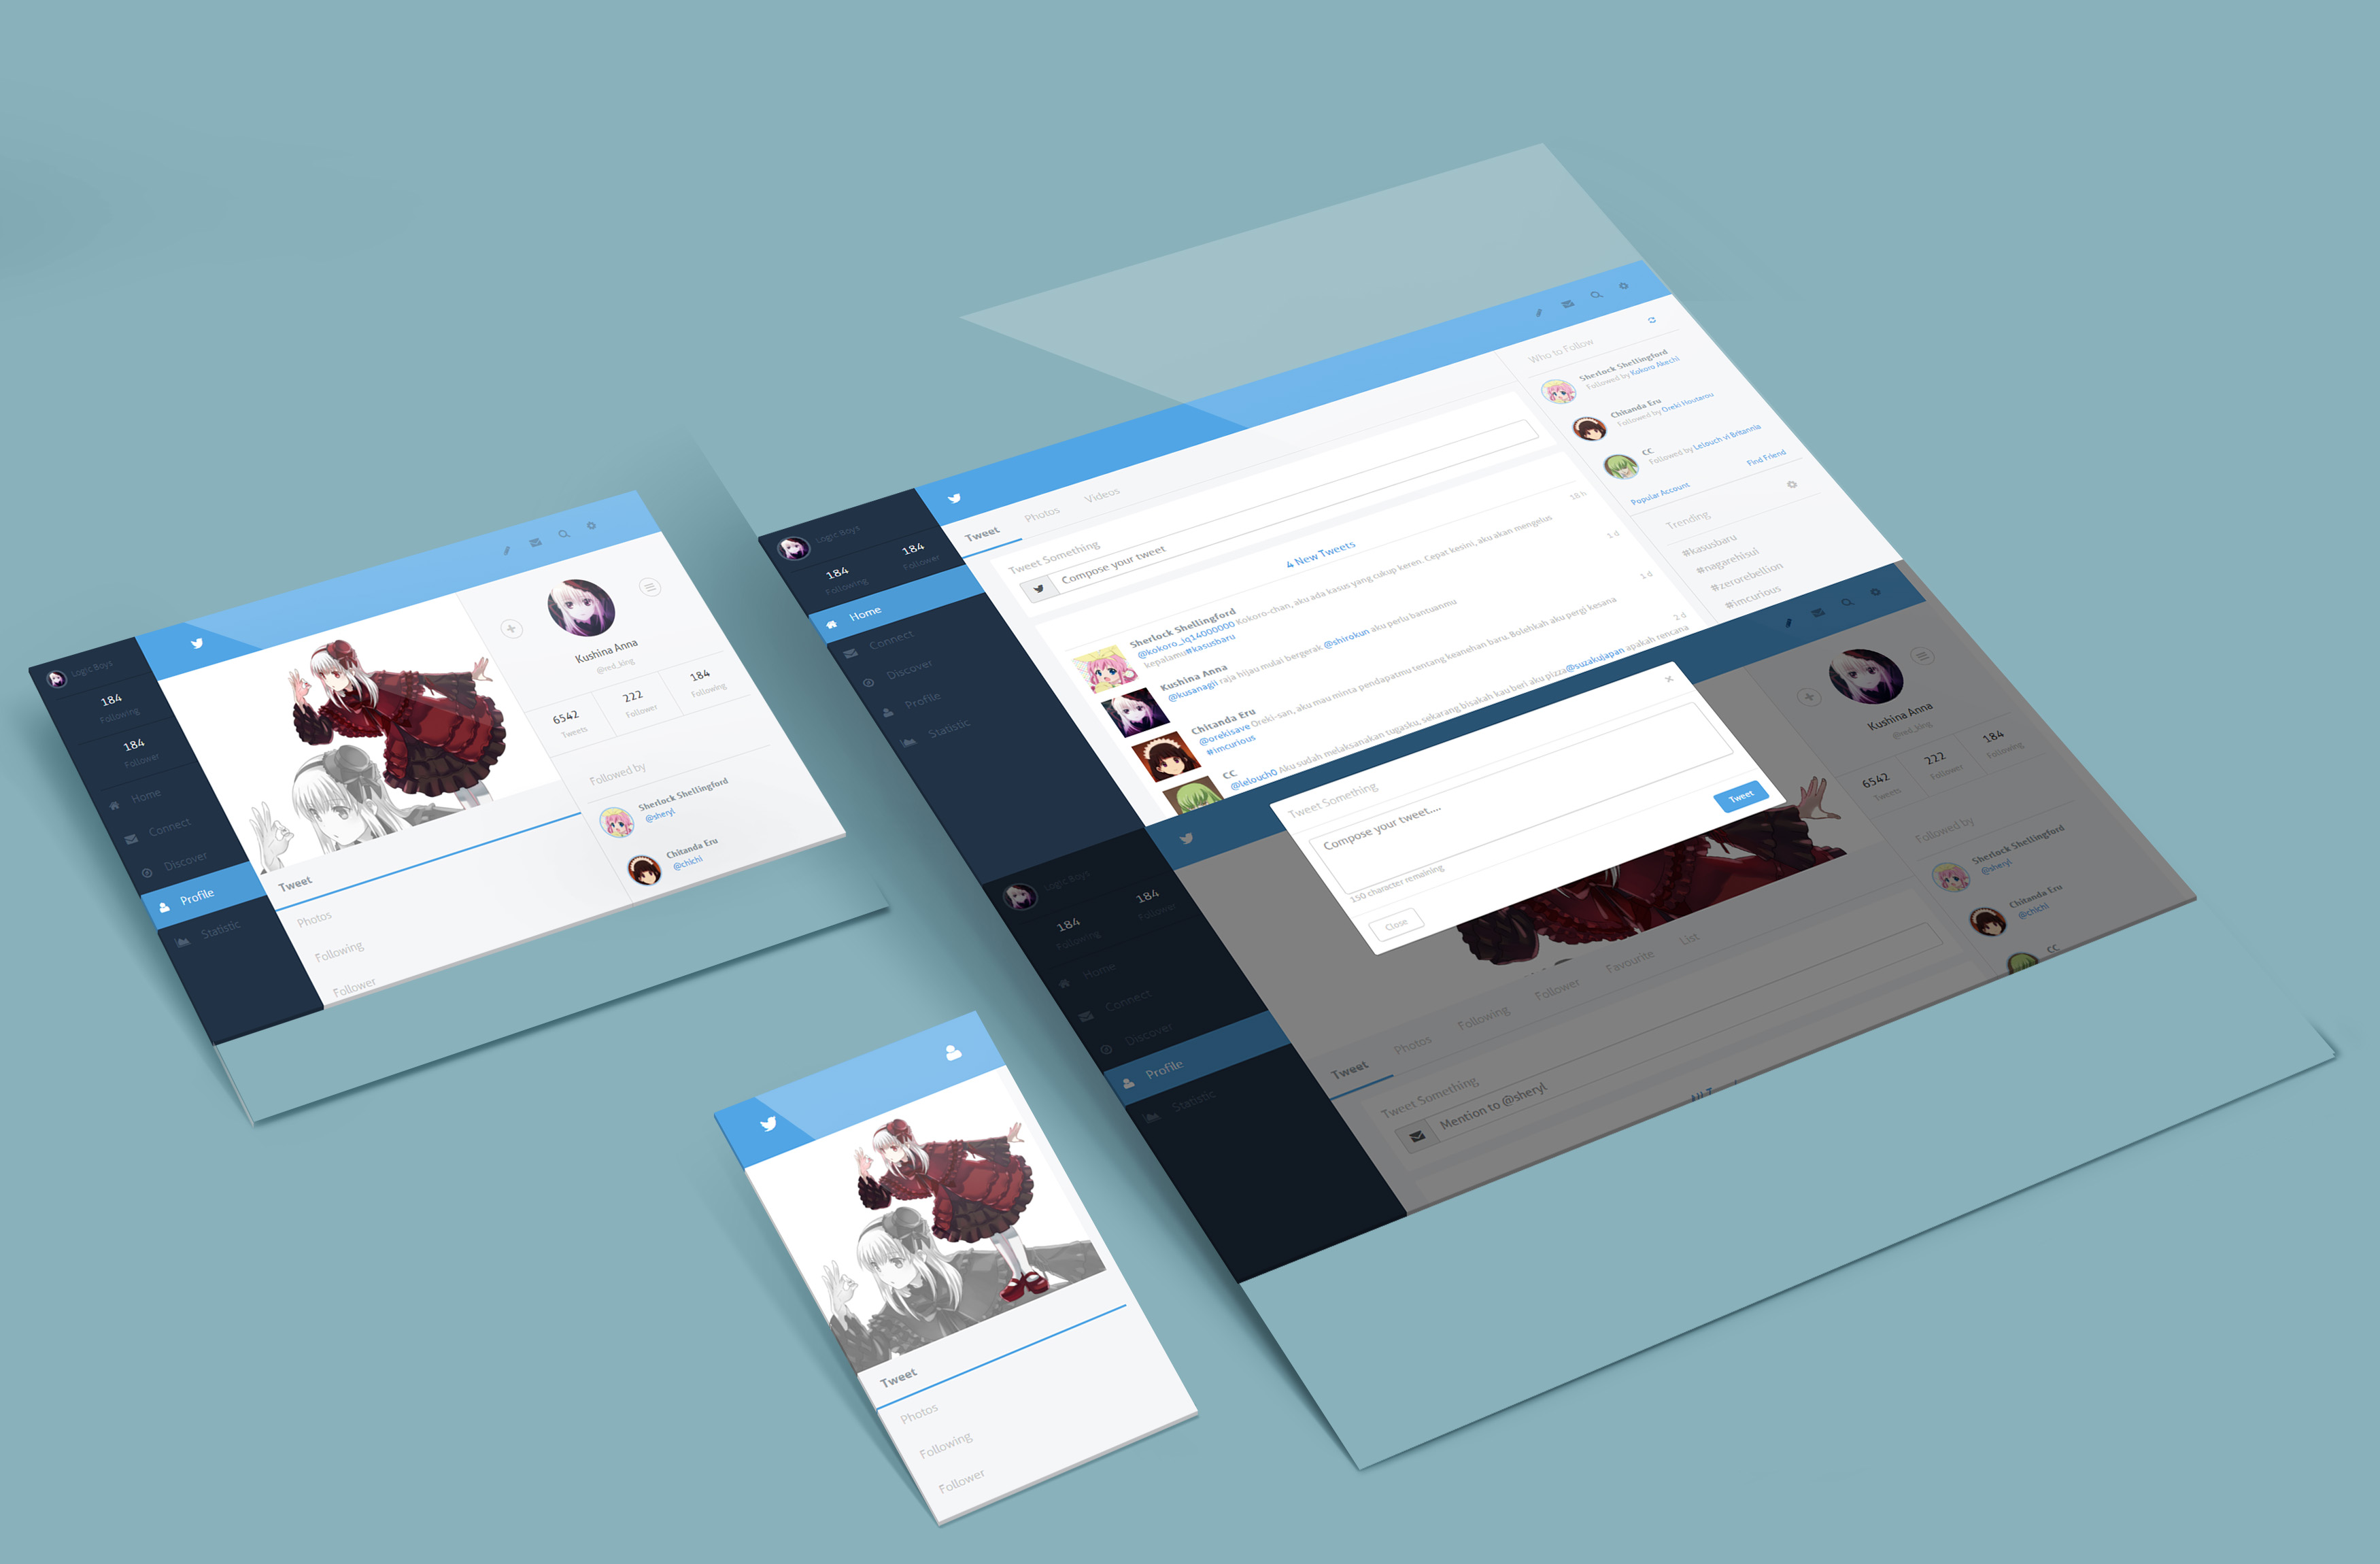 Logic Boys
184
Following
184
Follower
Home
Connect
Discover
Profile
Statistic
Kushina Anna
@red_king
6542
Tweets
222
Follower
184
Following
Followed by
Sherlock Shellingford
@sheryl
Chitanda Eru
@chichi
Tweet
Photos
Following
Follower
Logic Boys
184
Following
184
Follower
Home
Connect
Discover
Profile
Statistic
Tweet
Photos
Videos
Tweet Something
Compose your tweet
4 New Tweets
Sherlock Shellingford
18 h
@kokoro_iq14000000 Kokoro-chan, aku ada kasus yang cukup keren. Cepat kesini, aku akan mengelus
kepalamu#kasusbaru
Kushina Anna
1 d
@kusanagii raja hijau mulai bergerak @shirokun aku perlu bantuanmu
Chitanda Eru
1 d
@orekisave Oreki-san, aku mau minta pendapatmu tentang keanehan baru. Bolehkah aku pergi kesana
#imcurious
CC
2 d
@lelouch0 Aku sudah melaksanakan tugasku, sekarang bisakah kau beri aku pizza@suzakujapan apakah rencana
Who to Follow
Sherlock Shellingford
Followed by Kokoro Akechi
Chitanda Eru
Followed by Oreki Houtarou
CC
Followed by Lelouch vi Britannia
Popular Account
Find Friend
Trending
#kasusbaru
#nagarehisui
#zerorebellion
#imcurious
Logic Boys
184
Following
184
Home
Connect
Discover
Profile
Statistic
Tweet Something
Compose your tweet....
150 character remaining
Close
Tweet
Kushina Anna
@red_king
6542
Tweets
222
Follower
184
Following
Followed by
Sherlock Shellingford
@sheryl
Chitanda Eru
@chichi
CC
Tweet
Photos
Following
Follower
Favourite
List
Tweet Something
Mention to @sheryl
Tweet
Photos
Following
Follower